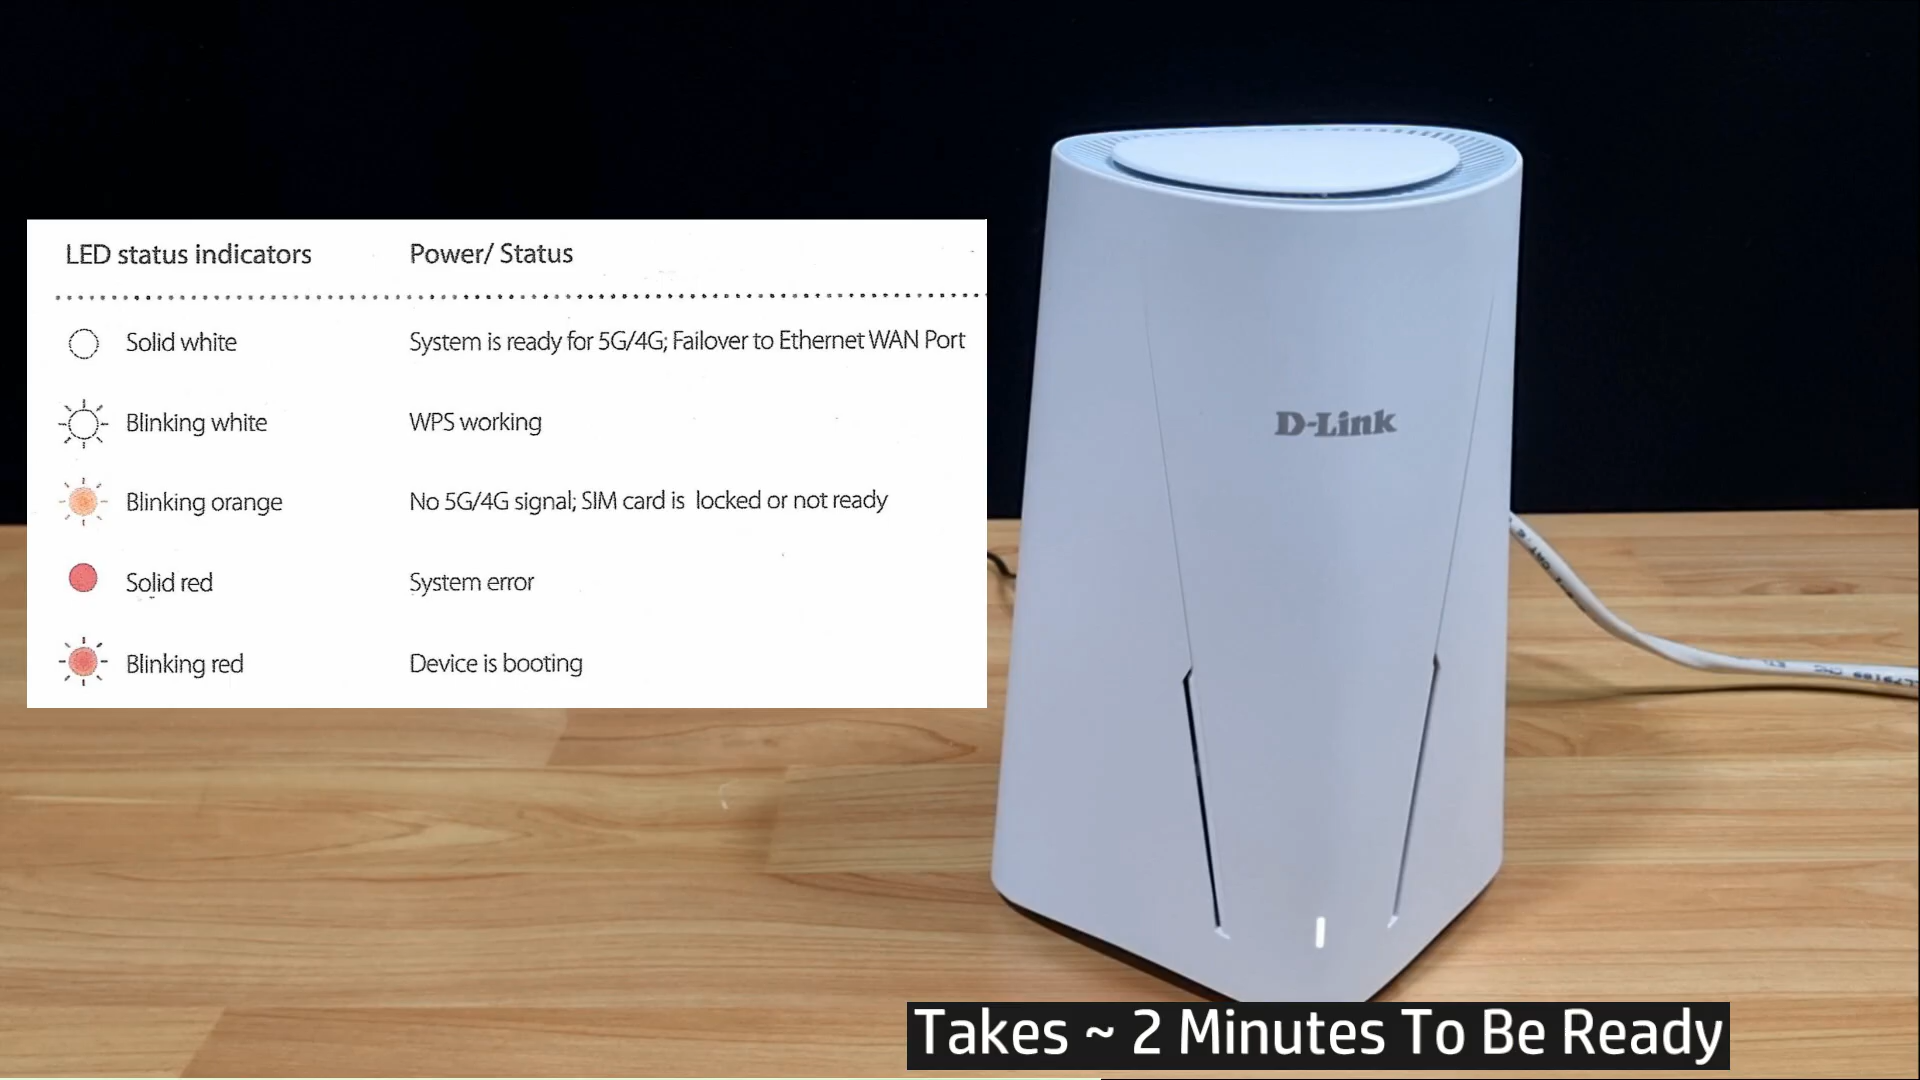 LED status indicators Power/ Status
Solid white System is ready for 5G/4G; Failover to Ethernet WAN Port
Blinking white WPS working
Blinking orange No 5G/4G signal; SIM card is locked or not ready
Solid red System error
Blinking red Device is booting
D-Link
Takes ~ 2 Minutes To Be Ready